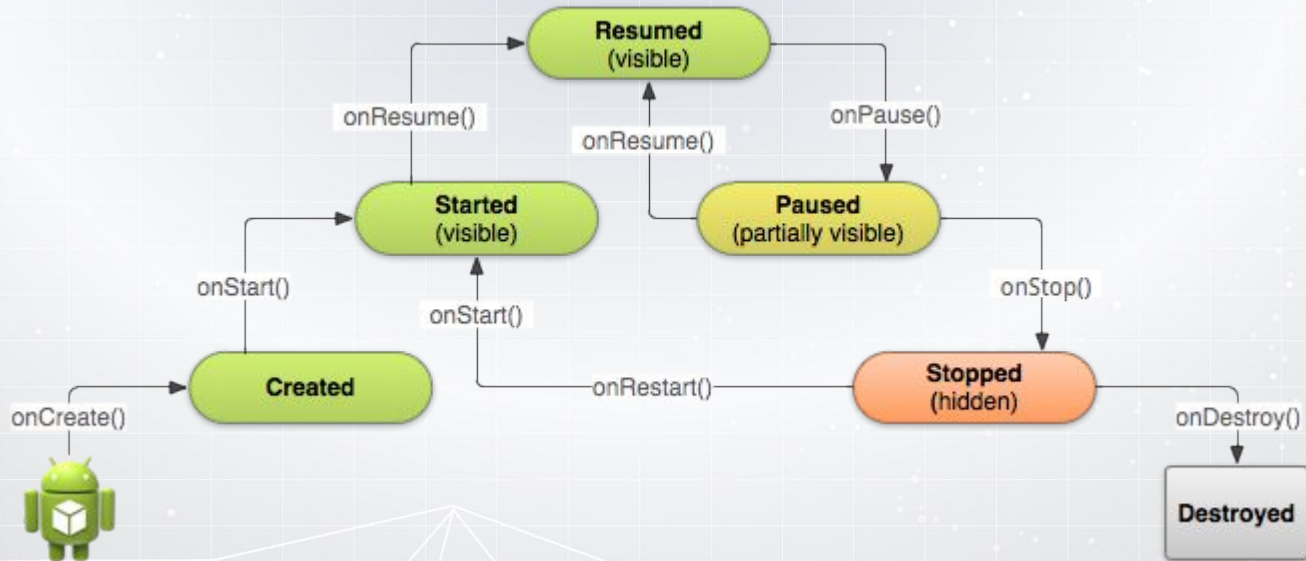 Resumed
(visible)
onResume()
onResume()
onPause()
Started
(visible)
Paused
(partially visible)
onStart()
onStart()
onStop()
Created
onRestart()
Stopped
(hidden)
onCreate()
onDestroy()
Destroyed